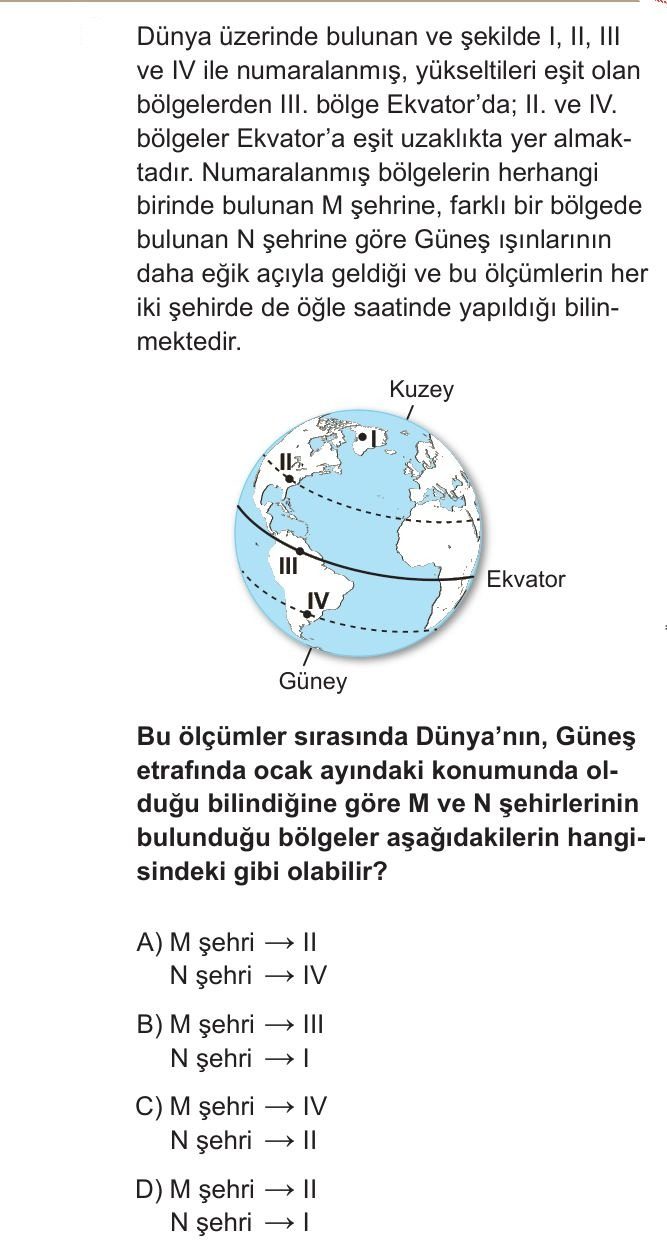 Dünya üzerinde bulunan ve şekilde I, II, III
ve IV ile numaralanmış, yükseltileri eşit olan
bölgelerden III. bölge Ekvator’da; II. ve IV.
bölgeler Ekvator’a eşit uzaklıkta yer almak-
tadır. Numaralanmış bölgelerin herhangi
birinde bulunan M şehrine, farklı bir bölgede
bulunan N şehrine göre Güneş ışınlarının
daha eğik açıyla geldiği ve bu ölçümlerin her
iki şehirde de öğle saatinde yapıldığı bilin-
mektedir.
Kuzey
I
II
III
Ekvator
IV
Güney
Bu ölçümler sırasında Dünya’nın, Güneş
etrafında ocak ayındaki konumunda ol-
duğu bilindiğine göre M ve N şehirlerinin
bulunduğu bölgeler aşağıdakilerin hangi-
sindeki gibi olabilir?
A) M şehri → II
N şehri → IV
B) M şehri → III
N şehri → I
C) M şehri → IV
N şehri → II
D) M şehri → II
N şehri → I